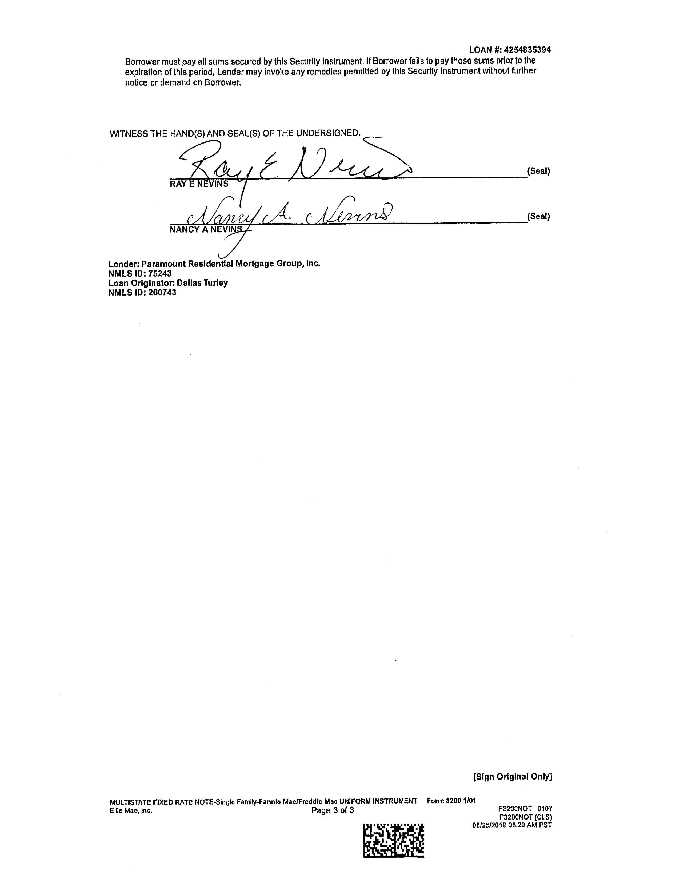 LOAN #: 4254835394
Borrower must pay all sums secured by this Security Instrument. If Borrower fails to pay these sums prior to the
expiration of this period, Lender may invoke any remedies permitted by this Security Instrument without further
notice or demand on Borrower.
WITNESS THE HAND(S) AND SEAL(S) OF THE UNDERSIGNED.
Ray E Nevins
(Seal)
RAY E NEVINS
Nancy A. Nevins
(Seal)
NANCY A NEVINS
Lender: Paramount Residential Mortgage Group, Inc.
NMLS ID: 75243
Loan Originator: Dallas Turley
NMLS ID: 260743
[Sign Original Only]
MULTISTATE FIXED RATE NOTE-Single Family-Fannie Mae/Freddie Mac UNIFORM INSTRUMENT Form 3200 1/01
Ellie Mae, Inc. Page 3 of 3
F3200NOT 0107
F3200NOT (CLS)
AM PST